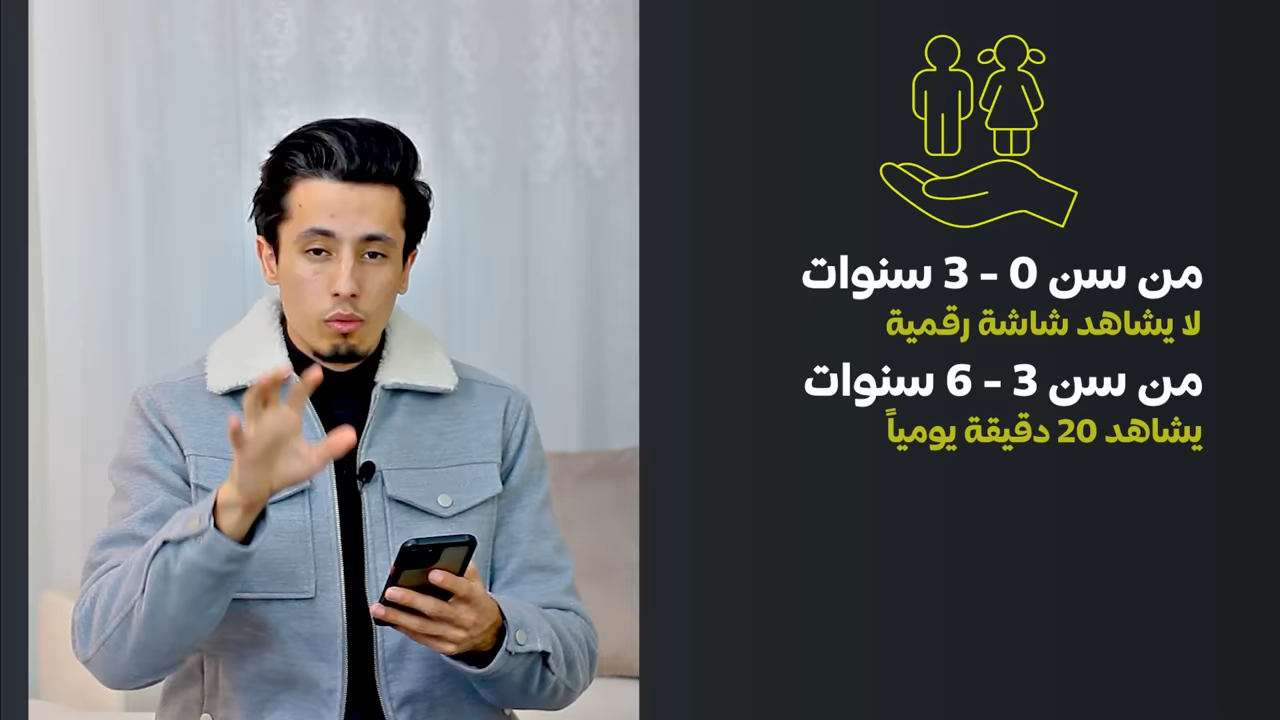 من سن 0 - 3 سنوات
لا يشاهد شاشة رقمية
من سن 3 - 6 سنوات
يشاهد 20 دقيقة يومياً